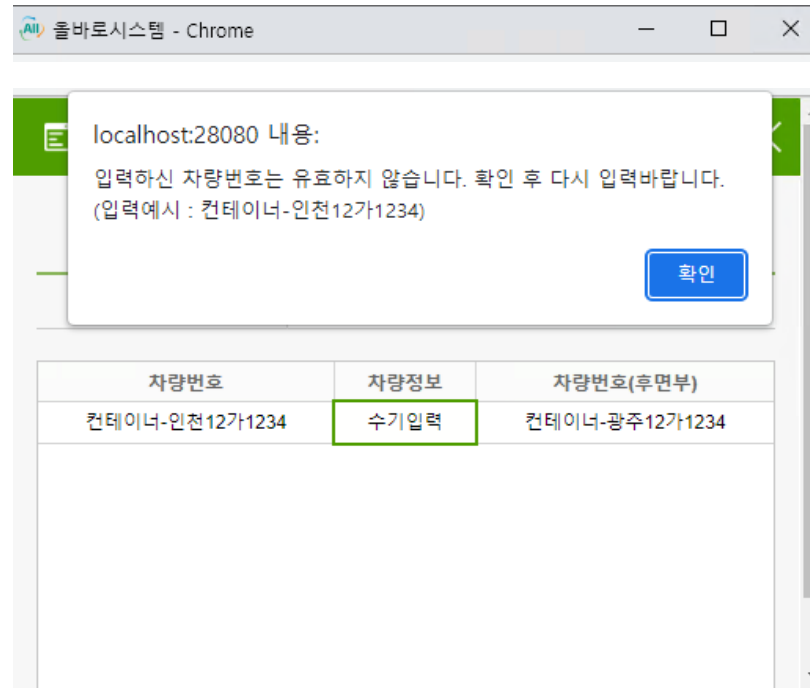 All 올바로시스템 - Chrome
localhost:28080 내용:
입력하신 차량번호는 유효하지 않습니다. 확인 후 다시 입력바랍니다.
(입력예시 : 컨테이너-인천12가1234)
확인
차량번호 차량정보 차량번호(후면부)
컨테이너-인천12가1234 수기입력 컨테이너-광주12가1234